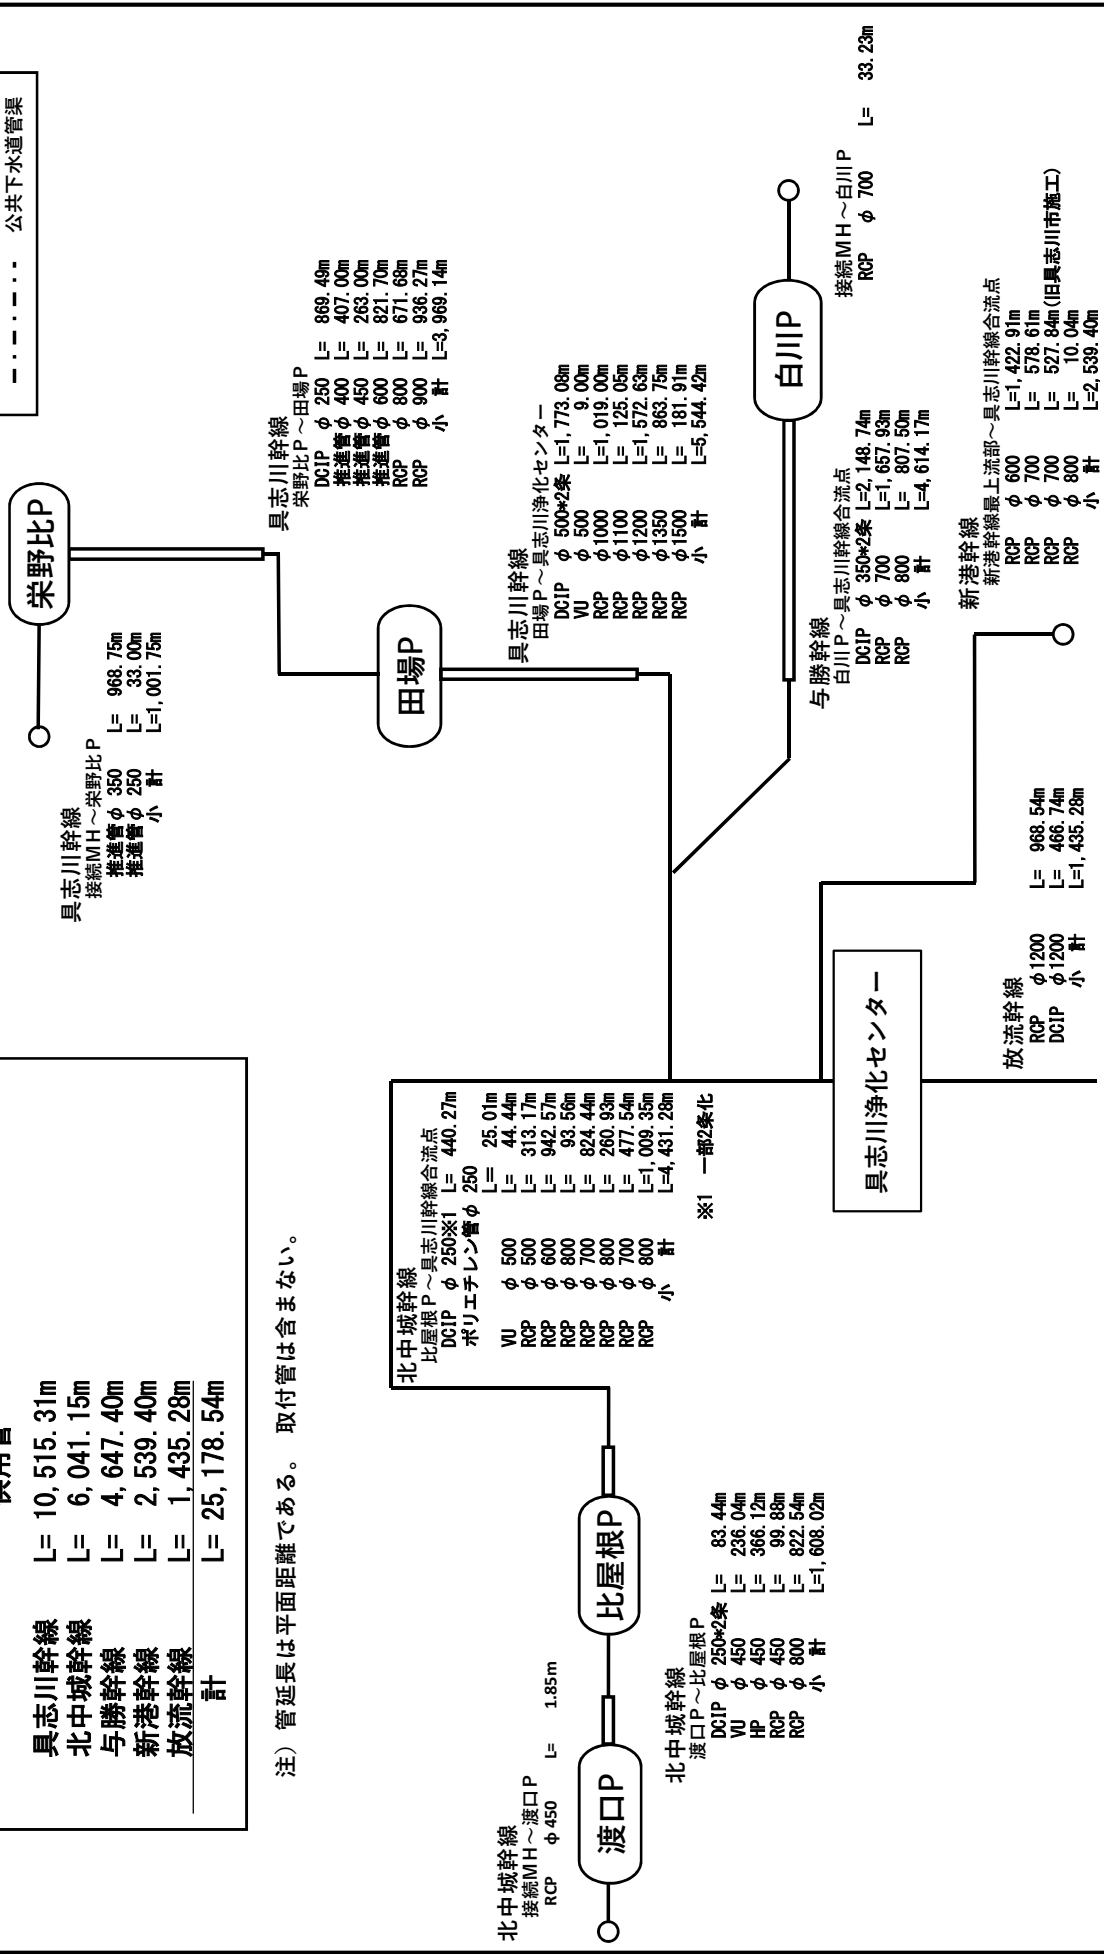 公共下水道管渠
供用管
具志川幹線 L= 10,515.31m
北中城幹線 L= 6,041.15m
与勝幹線 L= 4,647.40m
新港幹線 L= 2,539.40m
放流幹線 L= 1,435.28m
計 L= 25,178.54m
注) 管延長は平面距離である。 取付管は含まない。
具志川幹線
接続MH～栄野比P
推進管φ 350 L= 968.75m
推進管φ 250 L= 33.00m
小 計 L=1,001.75m
栄野比P
具志川幹線
栄野比P～田場P
DCIP φ 250 L= 869.49m
推進管φ 400 L= 407.00m
推進管φ 450 L= 263.00m
推進管φ 600 L= 821.70m
RCP φ 800 L= 671.68m
RCP φ 900 L= 936.27m
小 計 L=3,969.14m
田場P
具志川幹線
田場P～具志川浄化センター
DCIP φ 500*2条 L=1,773.08m
VU φ 500 L= 9.00m
RCP φ1000 L=1,019.00m
RCP φ1100 L= 125.05m
RCP φ1200 L=1,572.63m
RCP φ1350 L= 863.75m
RCP φ1500 L= 181.91m
小 計 L=5,544.42m
北中城幹線
比屋根P～具志川幹線合流点
DCIP φ 250※1 L= 440.27m
ポリエチレン管φ 250
L= 25.01m
VU φ 500 L= 44.44m
RCP φ 500 L= 313.17m
RCP φ 600 L= 942.57m
RCP φ 800 L= 93.56m
RCP φ 700 L= 824.44m
RCP φ 800 L= 260.93m
RCP φ 700 L= 477.54m
RCP φ 800 L=1,009.35m
小 計 L=4,431.28m
※1 一部2条化
北中城幹線
接続MH～渡口P
RCP φ450 L= 1.85m
渡口P
比屋根P
北中城幹線
渡口P～比屋根P
DCIP φ 250*2条 L= 83.44m
VU φ 450 L= 236.04m
HP φ 450 L= 366.12m
RCP φ 450 L= 99.88m
RCP φ 800 L= 822.54m
小 計 L=1,608.02m
白川P
接続MH～白川P
RCP φ 700 L= 33.23m
与勝幹線
白川P～具志川幹線合流点
DCIP φ 350*2条 L=2,148.74m
RCP φ 700 L=1,657.93m
RCP φ 800 L= 807.50m
小 計 L=4,614.17m
具志川浄化センター
新港幹線
新港幹線最上流部～具志川幹線合流点
RCP φ 600 L=1,422.91m
RCP φ 700 L= 578.61m
RCP φ 700 L= 527.84m(旧具志川市施工)
RCP φ 800 L= 10.04m
小 計 L=2,539.40m
放流幹線
RCP φ1200 L= 968.54m
DCIP φ1200 L= 466.74m
小 計 L=1,435.28m